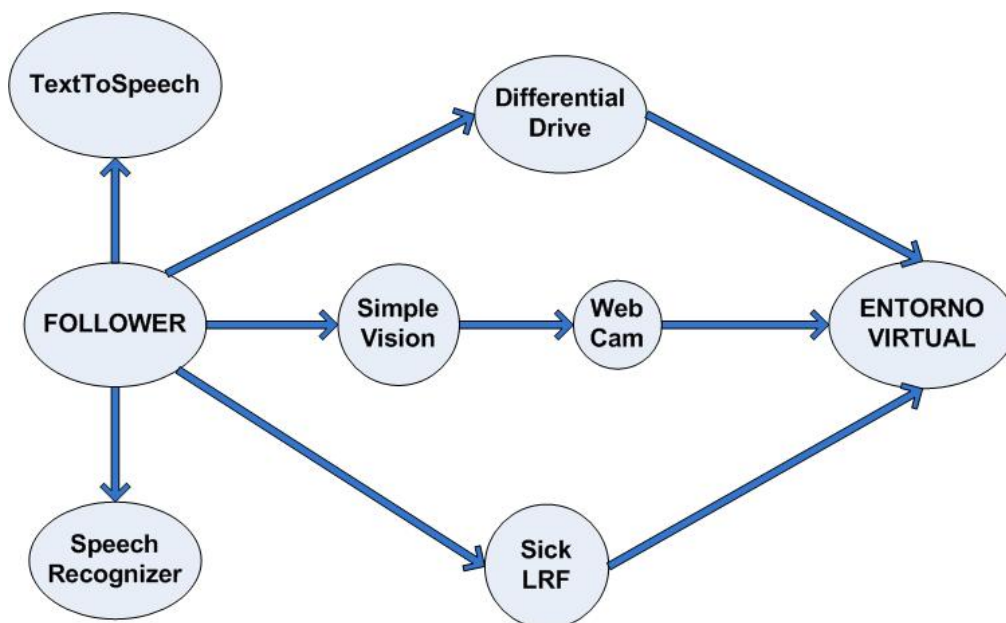 TextToSpeech
Differential
Drive
FOLLOWER
Simple
Vision
Web
Cam
ENTORNO
VIRTUAL
Speech
Recognizer
Sick
LRF